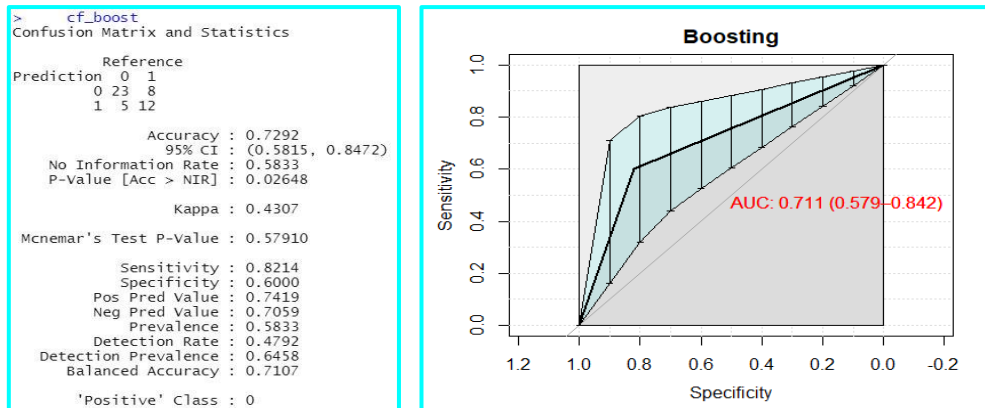 > cf_boost
Confusion Matrix and Statistics
Reference
Prediction 0 1
0 23 8
1 5 12
Accuracy : 0.7292
95% CI : (0.5815, 0.8472)
No Information Rate : 0.5833
P-Value [Acc > NIR] : 0.02648
Kappa : 0.4307
Mcnemar's Test P-Value : 0.57910
Sensitivity : 0.8214
Specificity : 0.6000
Pos Pred Value : 0.7419
Neg Pred Value : 0.7059
Prevalence : 0.5833
Detection Rate : 0.4792
Detection Prevalence : 0.6458
Balanced Accuracy : 0.7107
'Positive' Class : 0
Boosting
Sensitivity
1.0
0.8
0.6
0.4
0.2
0.0
AUC: 0.711 (0.579–0.842)
1.2 1.0 0.8 0.6 0.4 0.2 0.0 -0.2
Specificity